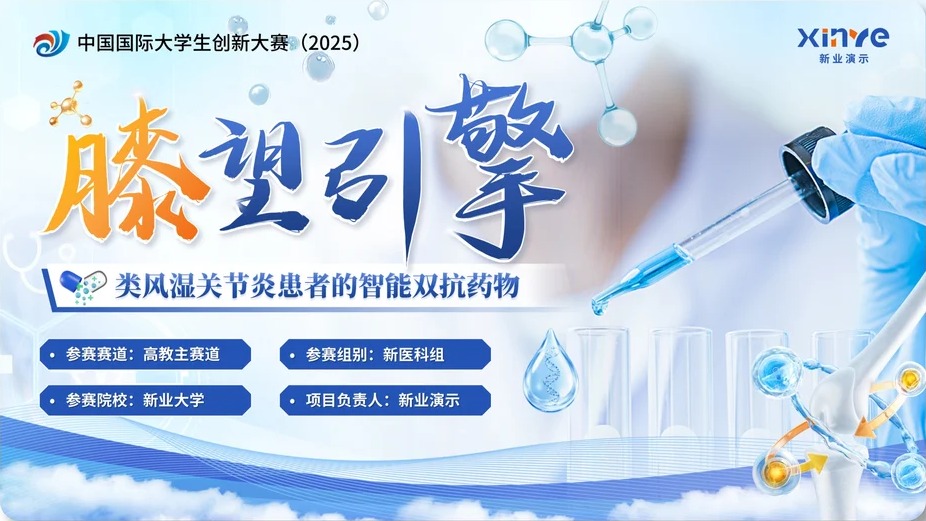 中国国际大学生创新大赛（2025）
xinye
新业演示
膝望引擎
类风湿关节炎患者的智能双抗药物
• 参赛赛道：高教主赛道
• 参赛组别：新医科组
• 参赛院校：新业大学
• 项目负责人：新业演示